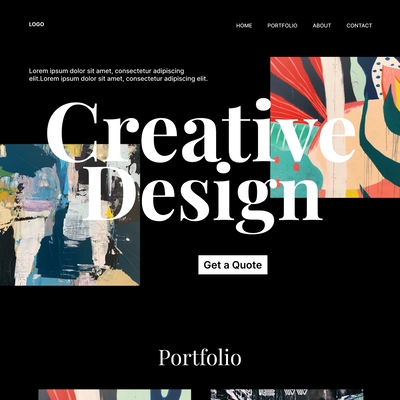 LOGO
HOME PORTFOLIO ABOUT CONTACT
Lorem ipsum dolor sit amet, consectetur adipiscing
elit.Lorem ipsum dolor sit amet, consectetur adipiscing elit.
Creative
Design
Get a Quote
Portfolio